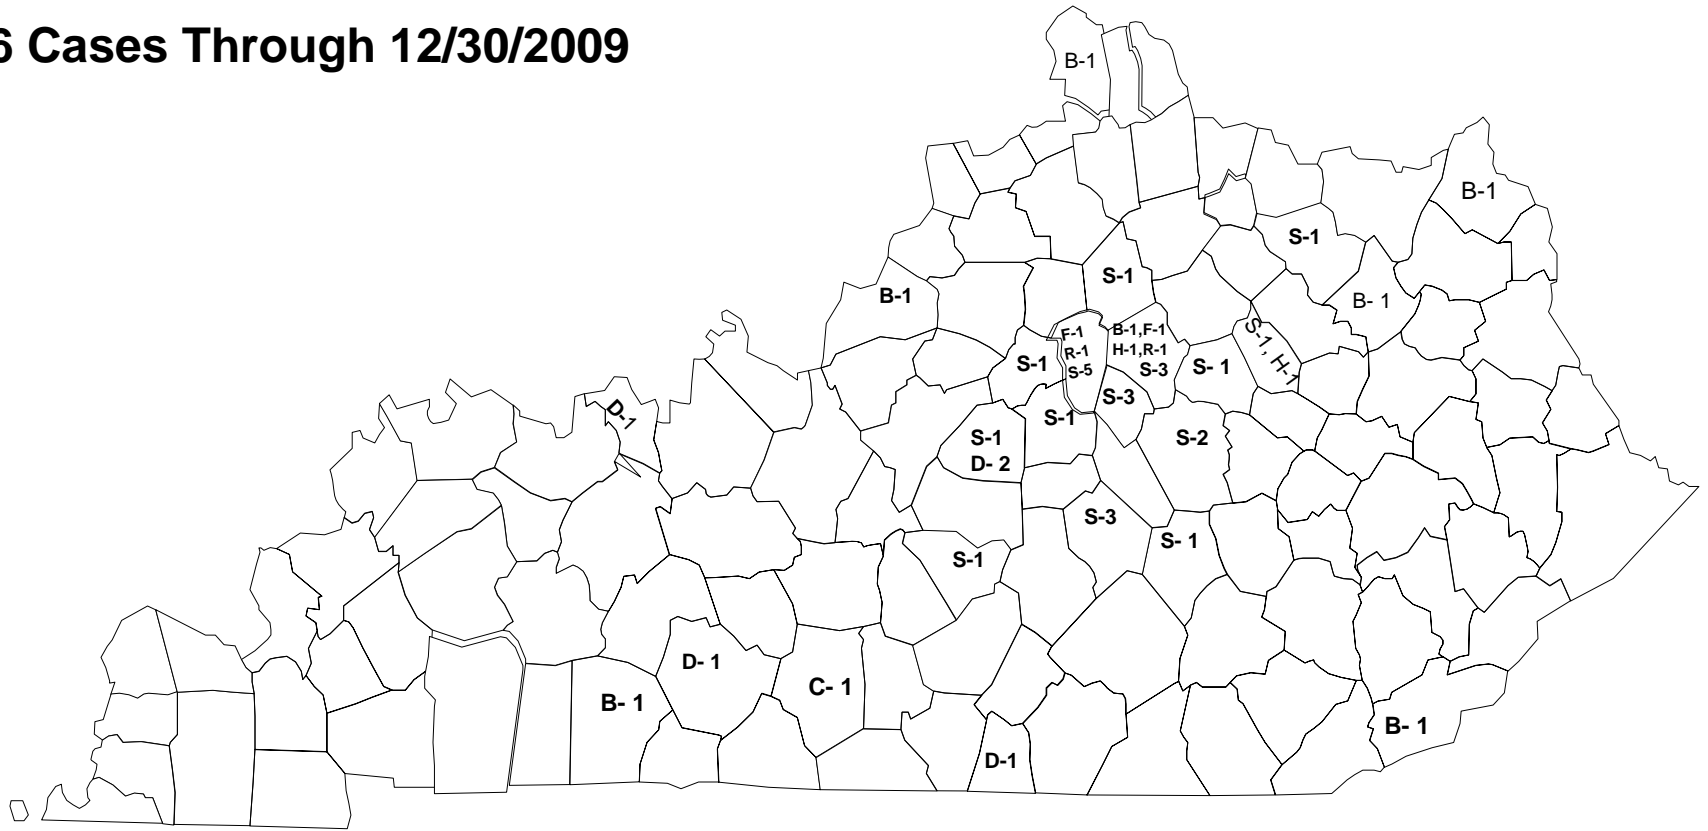 6 Cases Through 12/30/2009
B-1
B-1
S-1
S-1
B-1
B- 1
F-1
R-1
S-5
B-1,F-1
H-1,R-1
S-3
S-1, H-1
S-1
S- 1
S-3
D-1
S-1
S-1
D- 2
S-2
S-3
S- 1
S-1
D- 1
C- 1
B- 1
B- 1
D-1